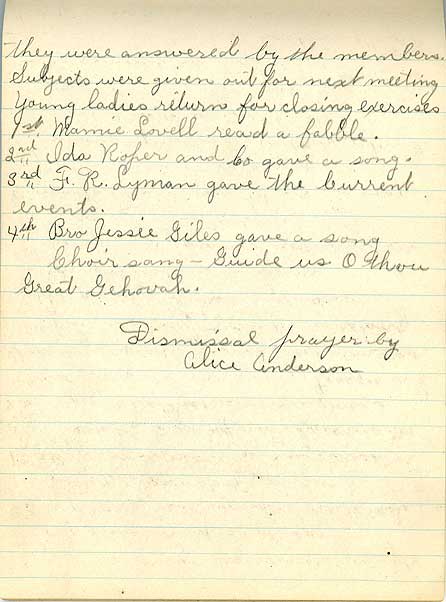 they were answered by the members.
Subjects were given out for next meeting
Young ladies return for closing exercises
1st Mamie Lovell read a fabble.
2nd Ida Roper and Co gave a song.
3rd F. R. Lyman gave the Current
events.
4th Bro Jessie Giles gave a song
Choir sang - Guide us O thou
Great Gehovah.
Dismissal prayer by
Alice Anderson